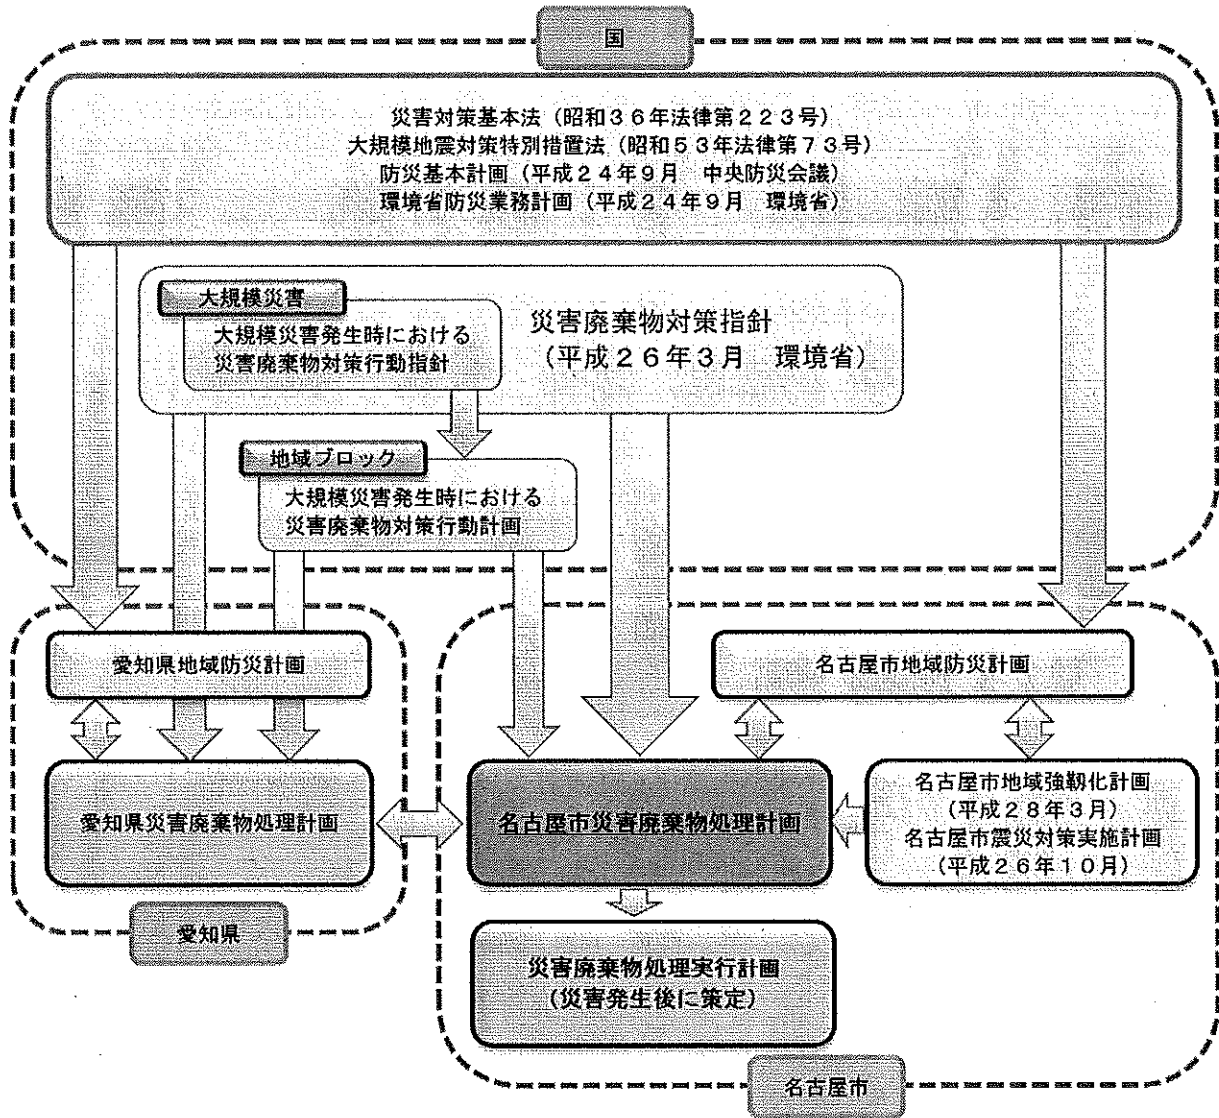 国
災害対策基本法（昭和３６年法律第２２３号）
大規模地震対策特別措置法（昭和５３年法律第７３号）
防災基本計画（平成２４年９月　中央防災会議）
環境省防災業務計画（平成２４年９月　環境省）
大規模災害
大規模災害発生時における
災害廃棄物対策行動指針
災害廃棄物対策指針
（平成２６年３月　環境省）
地域ブロック
大規模災害発生時における
災害廃棄物対策行動計画
愛知県地域防災計画
名古屋市地域防災計画
愛知県災害廃棄物処理計画
名古屋市災害廃棄物処理計画
名古屋市地域強靱化計画
（平成２８年３月）
名古屋市震災対策実施計画
（平成２６年１０月）
愛知県
災害廃棄物処理実行計画
（災害発生後に策定）
名古屋市